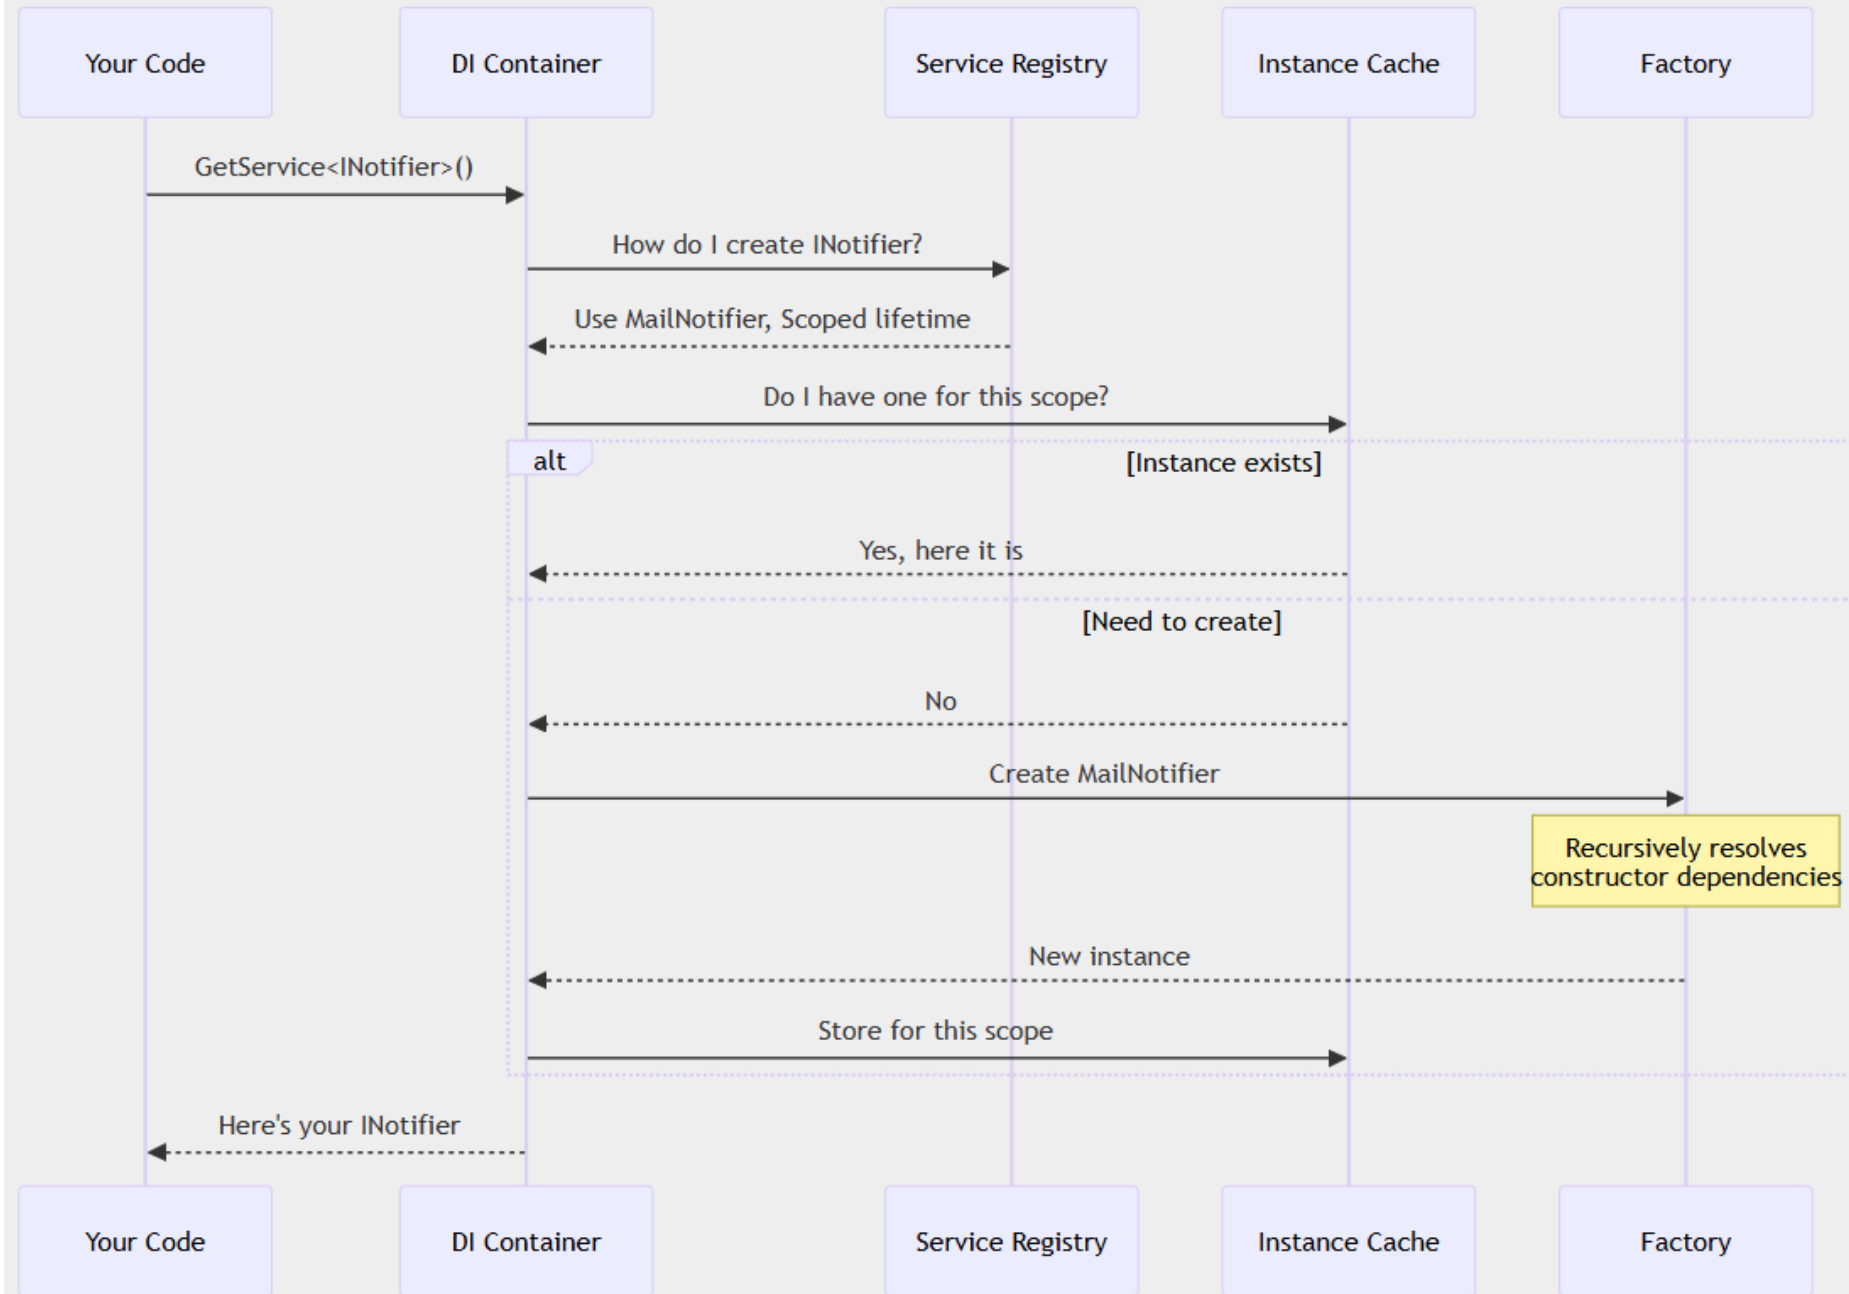 Your Code
DI Container
Service Registry
Instance Cache
Factory
GetService<INotifier>()
How do I create INotifier?
Use MailNotifier, Scoped lifetime
Do I have one for this scope?
alt
[Instance exists]
Yes, here it is
[Need to create]
No
Create MailNotifier
Recursively resolves
constructor dependencies
New instance
Store for this scope
Here's your INotifier
Your Code
DI Container
Service Registry
Instance Cache
Factory